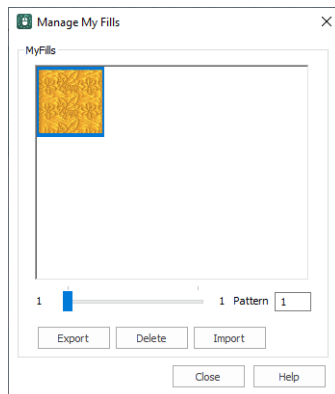 Manage My Fills
MyFills
1 1 Pattern 1
Export Delete Import
Close Help